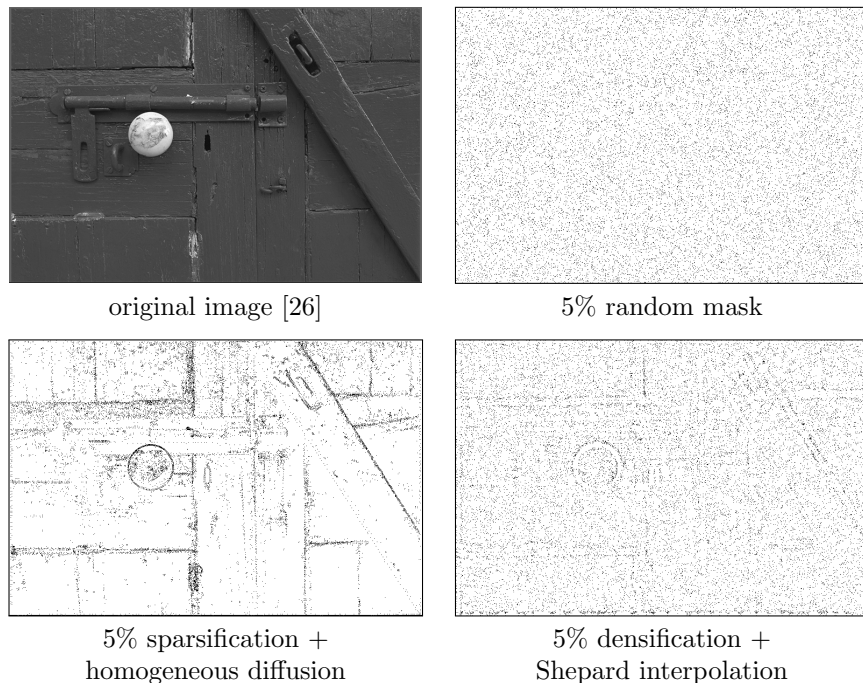 original image [26]
5% random mask
5% sparsification +
homogeneous diffusion
5% densification +
Shepard interpolation